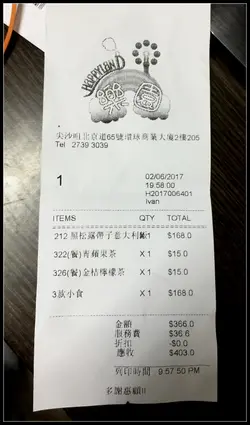 HAPPYLAND
樂園
尖沙咀北京道65號環球商業大廈2樓205
Tel 2739 3039
1
02/06/2017
19:58:00
H2017006401
Ivan
ITEMS QTY TOTAL
212 黑松露帶子意大利 X1 $168.0
322(餐)青蘋果茶 X 1 $15.0
326(餐)金桔檸檬茶 X 1 $15.0
3款小食 X 1 $168.0
金額 $366.0
服務費 $36.6
折扣 -$0.0
應收 $403.0
列印時間 9:57:50 PM
多謝惠顧!!